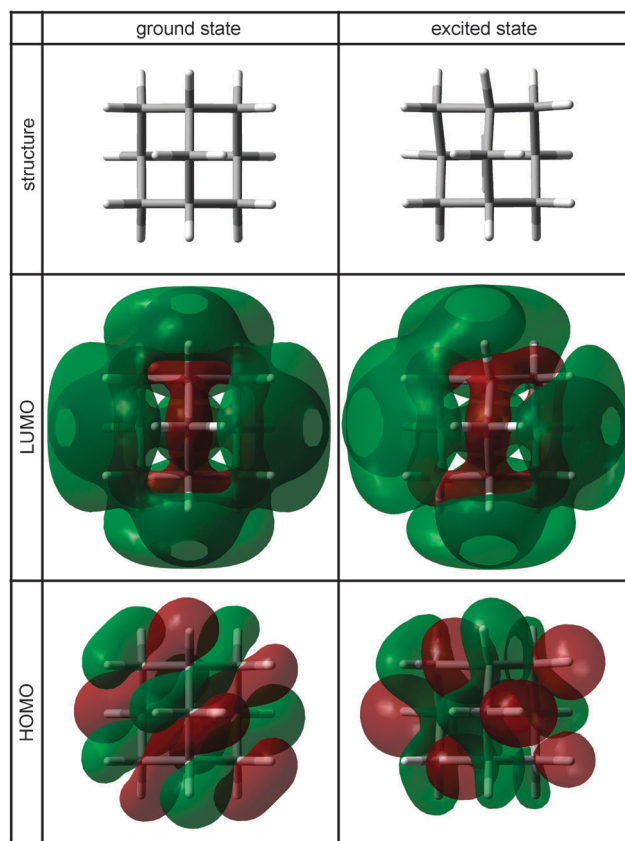 ground state
excited state
structure
LUMO
HOMO